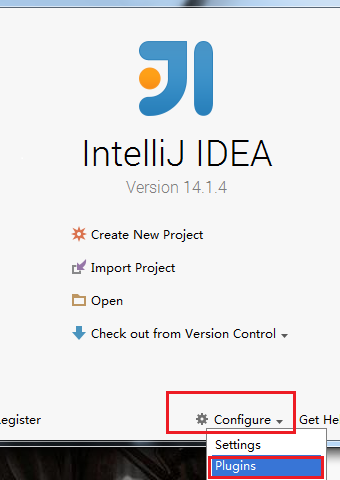 IntelliJ IDEA
Version 14.1.4
Create New Project
Import Project
Open
Check out from Version Control
Register Configure Get He
Settings
Plugins